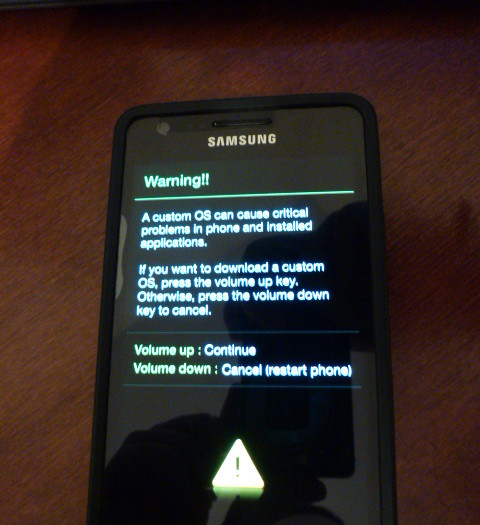 SAMSUNG
Warning!!
A custom OS can cause critical
problems in phone and installed
applications.
If you want to download a custom
OS, press the volume up key.
Otherwise, press the volume down
key to cancel.
Volume up : Continue
Volume down : Cancel (restart phone)
!